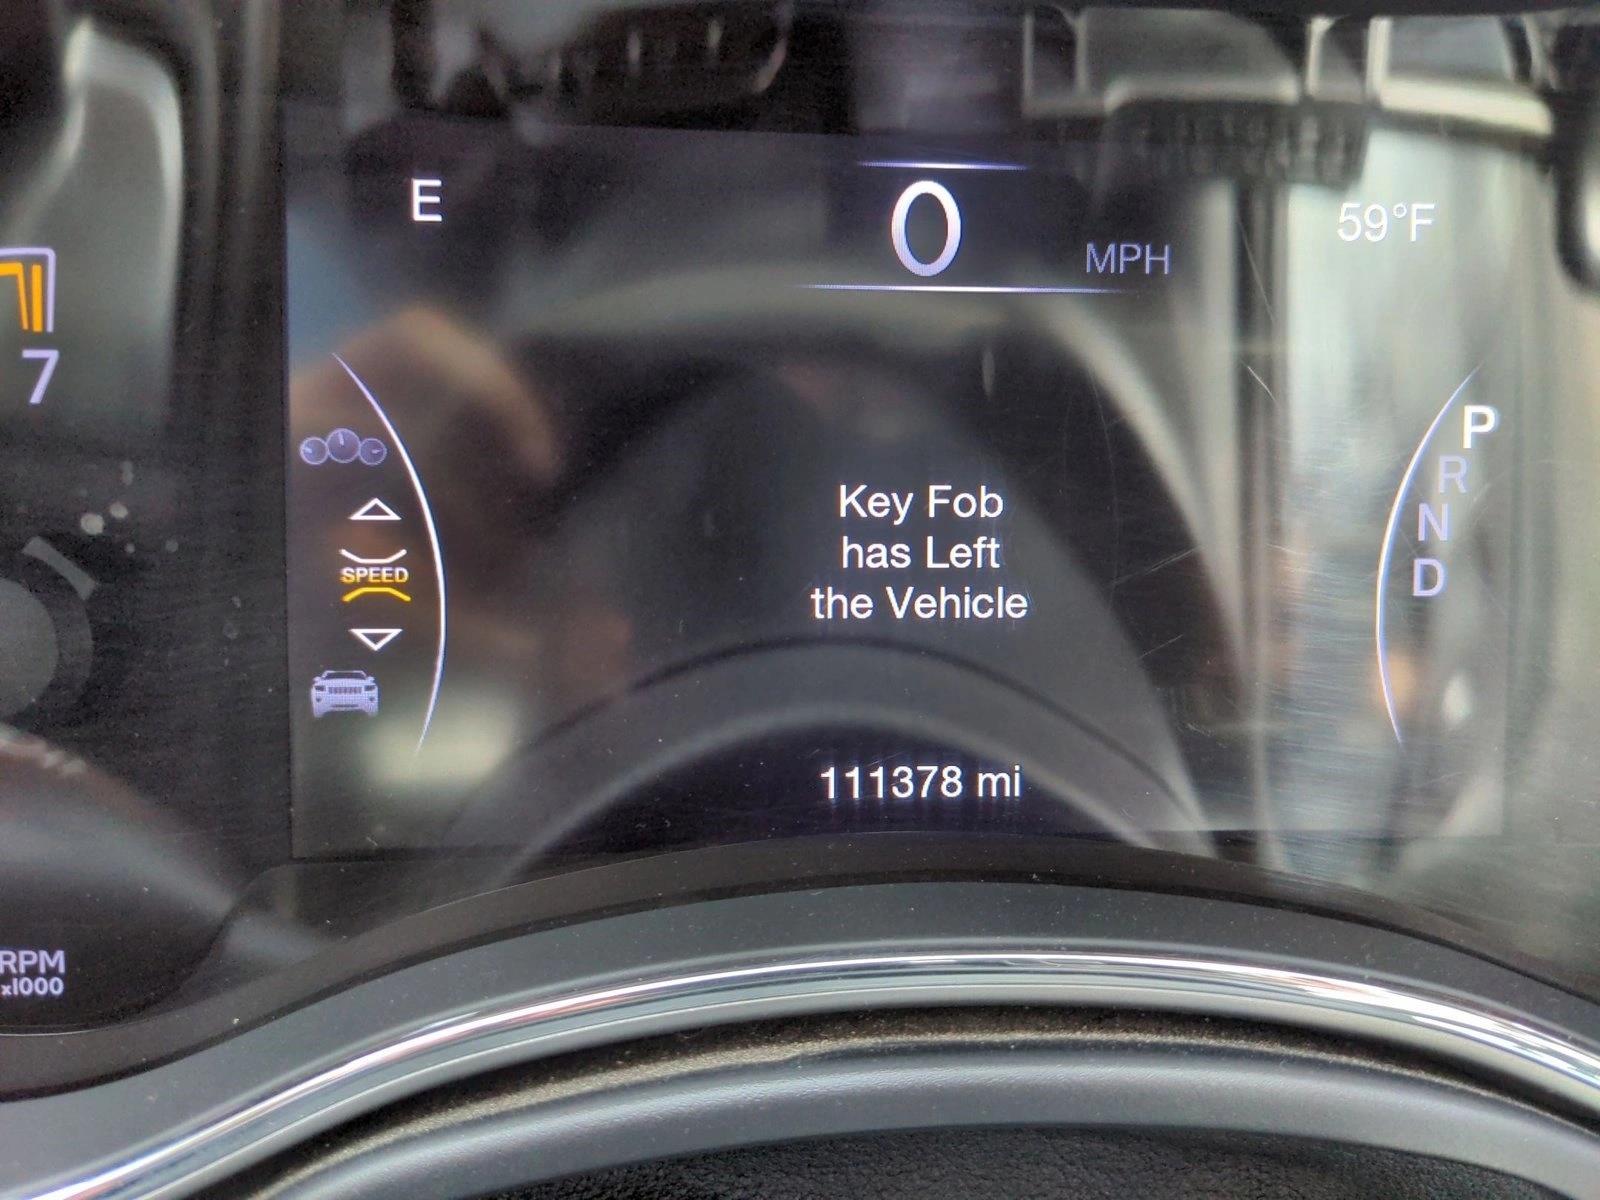 E
0
MPH
59°F
7
SPEED
Key Fob
has Left
the Vehicle
P
R
N
D
111378 mi
RPM
x1000